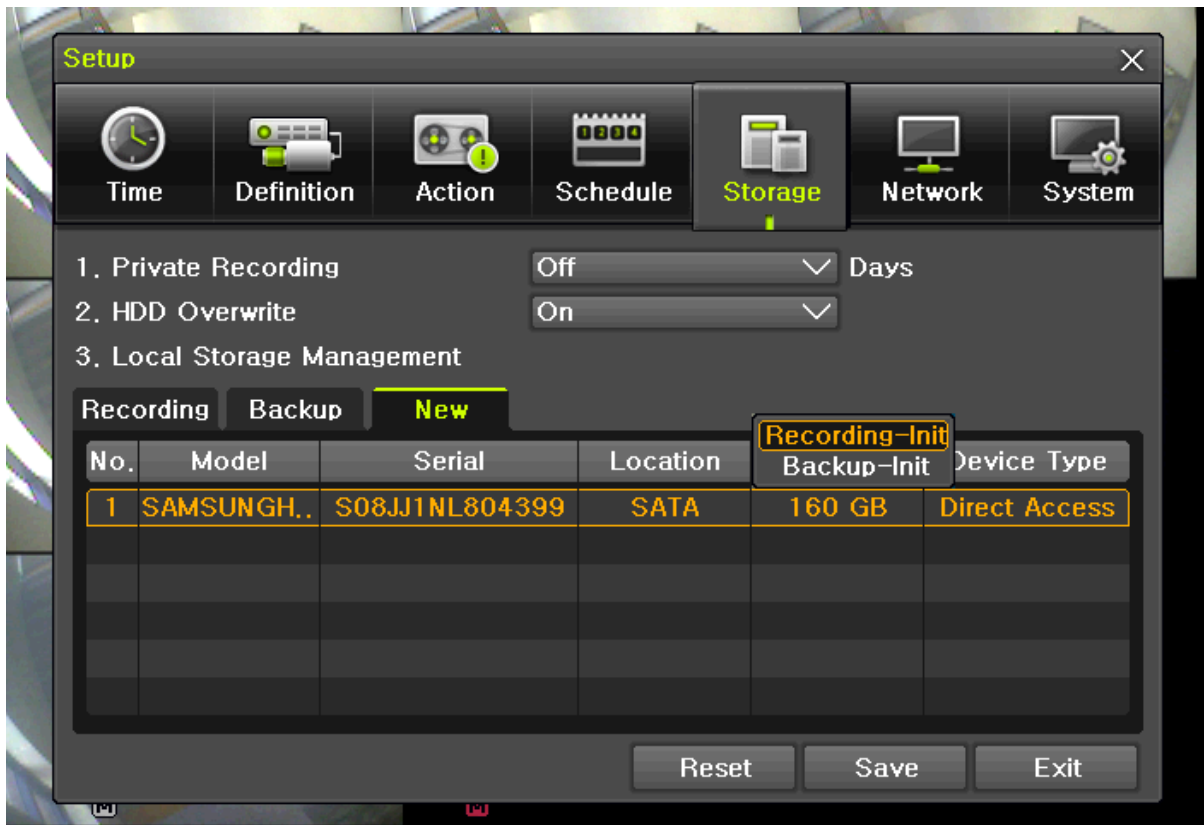 Setup
Time Definition Action Schedule Storage Network System
1. Private Recording Off Days
2. HDD Overwrite On
3. Local Storage Management
Recording Backup New
Recording-Init
Backup-Init
No. Model Serial Location Device Type
1 SAMSUNGH.. S08JJ1NL804399 SATA 160 GB Direct Access
Reset Save Exit